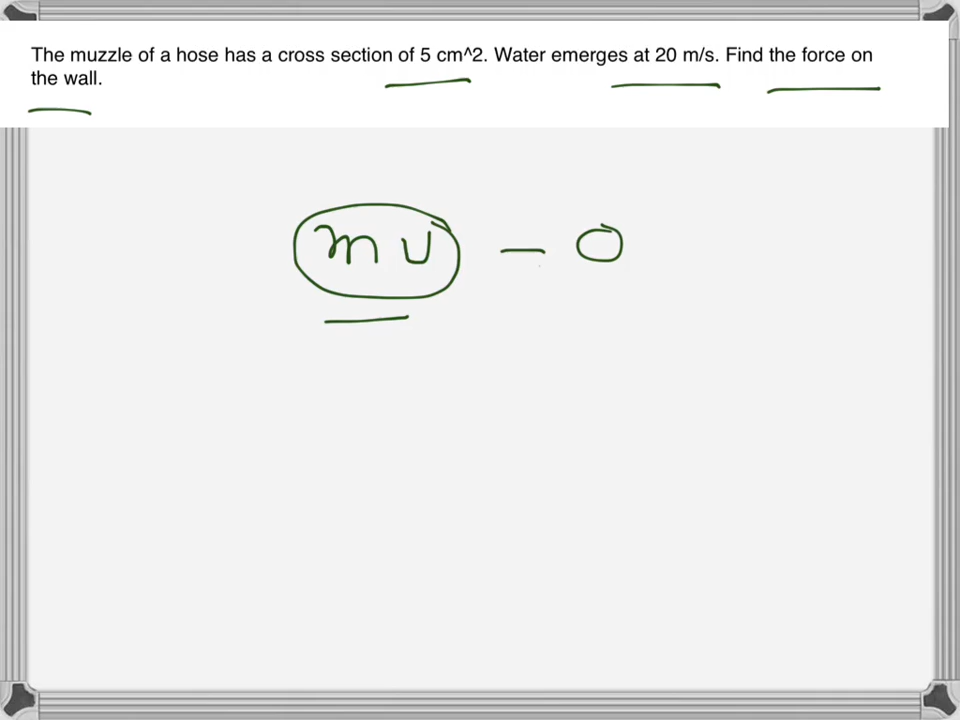 The muzzle of a hose has a cross section of 5 cm^2. Water emerges at 20 m/s. Find the force on
the wall.
mv - 0